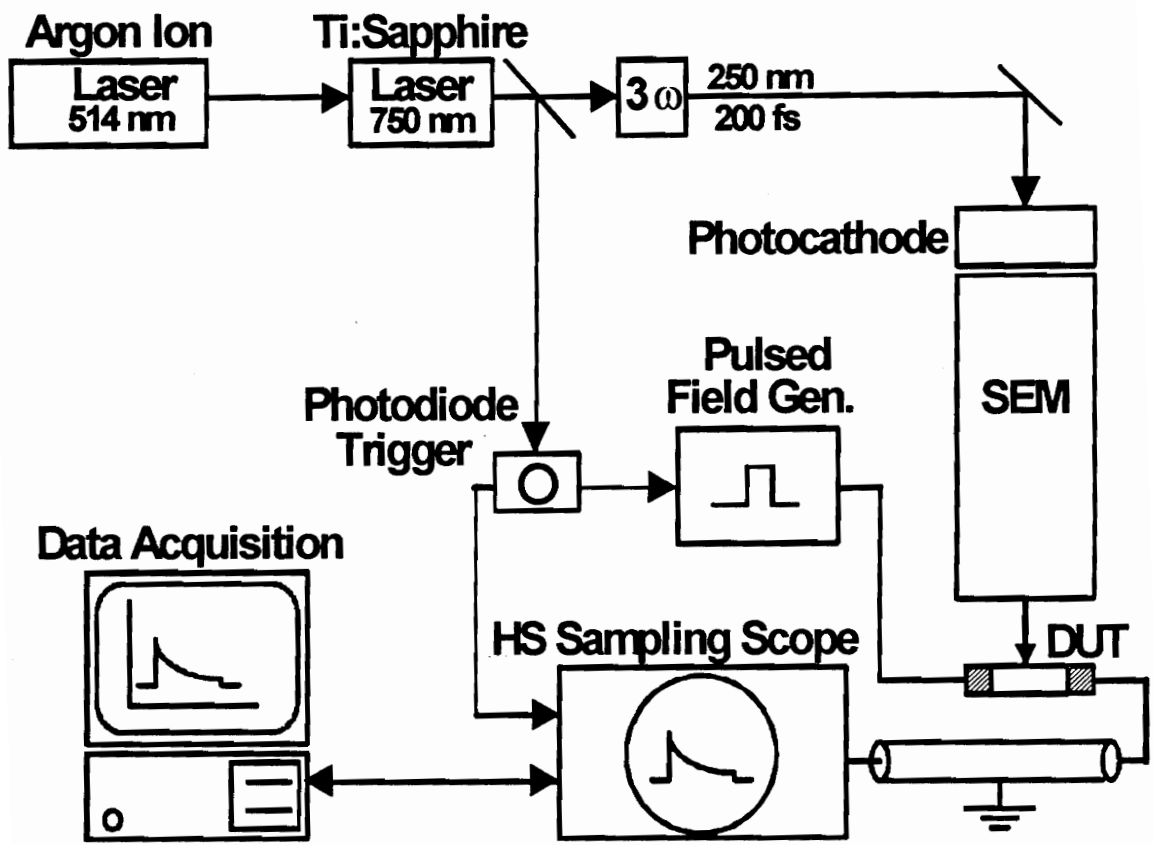 Argon Ion
Laser
514 nm
Ti:Sapphire
Laser
750 nm
3 ω
250 nm
200 fs
Photocathode
SEM
Pulsed
Field Gen.
Photodiode
Trigger
Data Acquisition
HS Sampling Scope
DUT